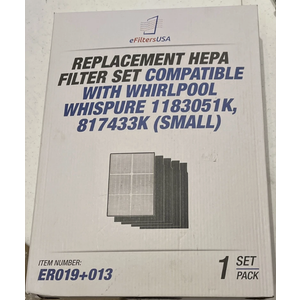 eFiltersUSA
REPLACEMENT HEPA
FILTER SET COMPATIBLE
WITH WHIRLPOOL
WHISPURE 1183051K,
817433K (SMALL)
ITEM NUMBER:
ER019+013
1 SET
PACK